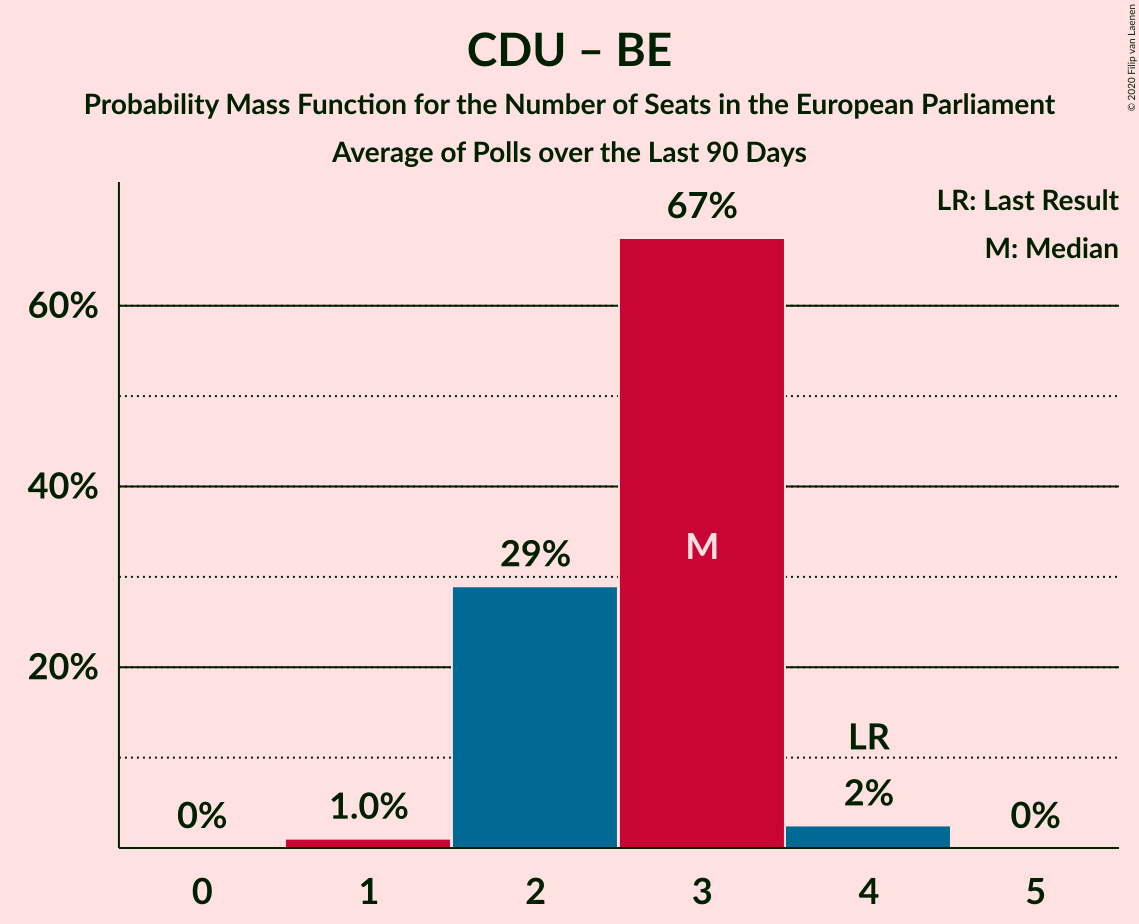 © 2020 Filip van Laenen
CDU – BE
Probability Mass Function for the Number of Seats in the European Parliament
Average of Polls over the Last 90 Days
LR: Last Result
M: Median
67%
60%
40%
M
29%
20%
LR
2%
1.0%
0%
0%
0 1 2 3 4 5